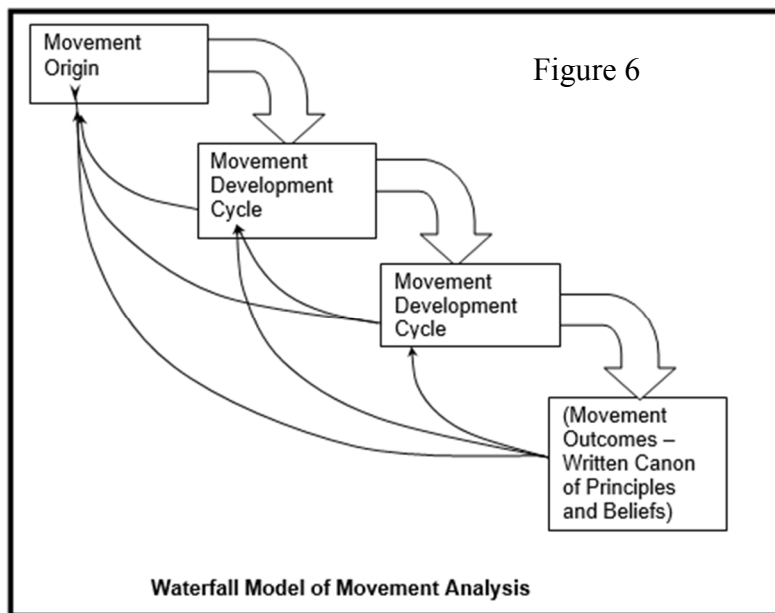 Movement
Origin
Figure 6
Movement
Development
Cycle
Movement
Development
Cycle
(Movement
Outcomes –
Written Canon
of Principles
and Beliefs)
Waterfall Model of Movement Analysis